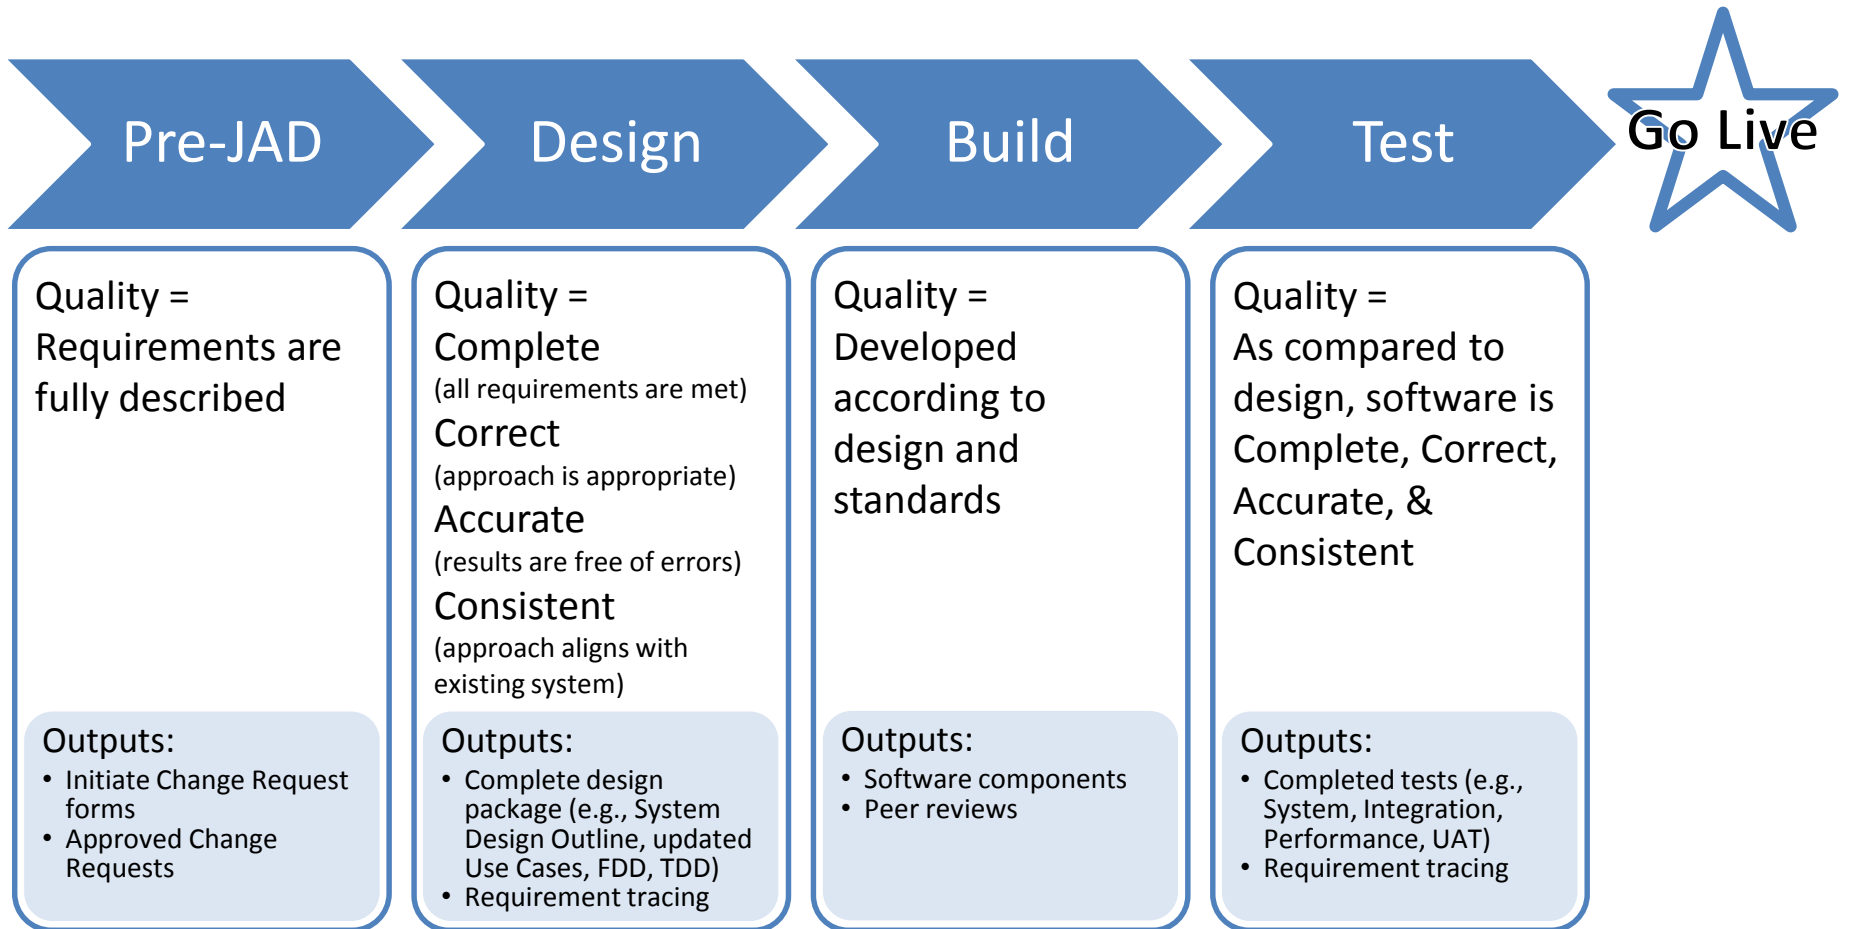 Pre-JAD
Design
Build
Test
Go Live
Quality =
Requirements are
fully described
Outputs:
• Initiate Change Request
forms
• Approved Change
Requests
Quality =
Complete
(all requirements are met)
Correct
(approach is appropriate)
Accurate
(results are free of errors)
Consistent
(approach aligns with
existing system)
Outputs:
• Complete design
package (e.g., System
Design Outline, updated
Use Cases, FDD, TDD)
• Requirement tracing
Quality =
Developed
according to
design and
standards
Outputs:
• Software components
• Peer reviews
Quality =
As compared to
design, software is
Complete, Correct,
Accurate, &
Consistent
Outputs:
• Completed tests (e.g.,
System, Integration,
Performance, UAT)
• Requirement tracing